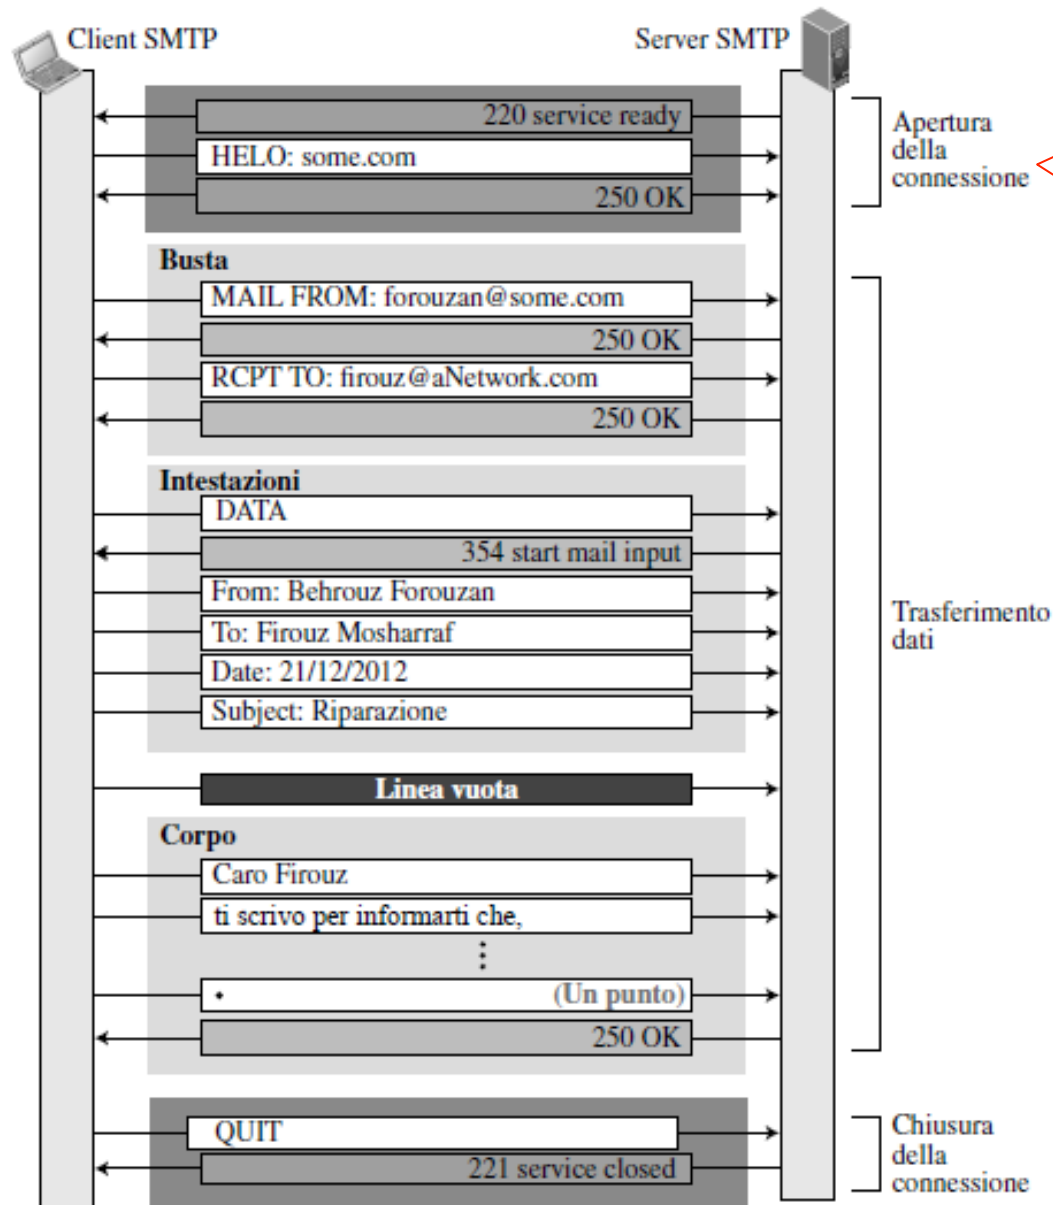 Client SMTP
Server SMTP
220 service ready
HELO: some.com
250 OK
Apertura
della
connessione
Busta
MAIL FROM: forouzan@some.com
250 OK
RCPT TO: firouz@aNetwork.com
250 OK
Intestazioni
DATA
354 start mail input
From: Behrouz Forouzan
To: Firouz Mosharraf
Date: 21/12/2012
Subject: Riparazione
Trasferimento
dati
Linea vuota
Corpo
Caro Firouz
ti scrivo per informarti che,
⋮
• (Un punto)
250 OK
QUIT
221 service closed
Chiusura
della
connessione